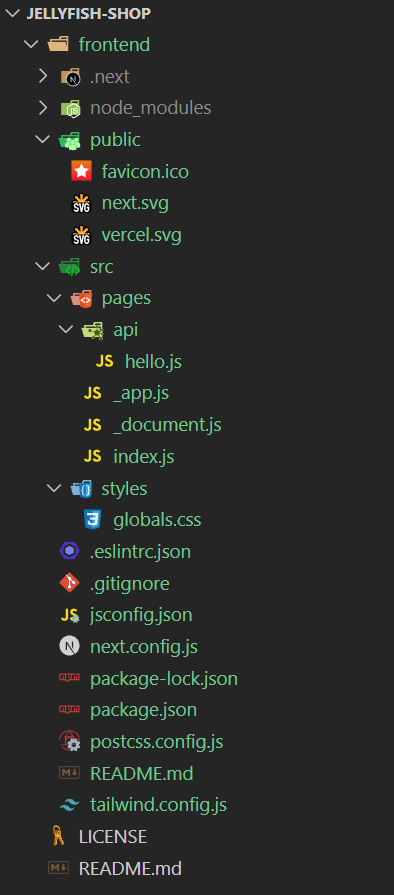 JELLYFISH-SHOP
frontend
.next
node_modules
public
favicon.ico
SVG next.svg
SVG vercel.svg
src
pages
api
JS hello.js
JS _app.js
JS _document.js
JS index.js
styles
globals.css
.eslintrc.json
.gitignore
JS jsconfig.json
N next.config.js
package-lock.json
package.json
postcss.config.js
README.md
tailwind.config.js
LICENSE
README.md